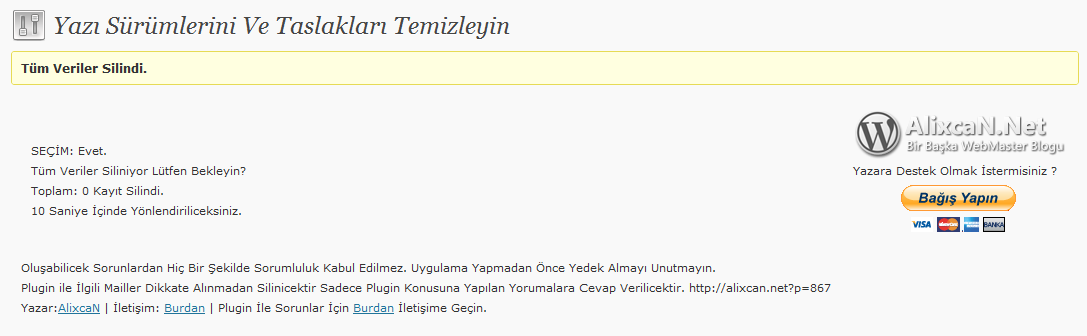 Yazı Sürümlerini Ve Taslakları Temizleyin
Tüm Veriler Silindi.
AlixcaN.Net
Bir Başka WebMaster Blogu
SEÇİM: Evet.
Tüm Veriler Siliniyor Lütfen Bekleyin?
Yazara Destek Olmak İstermisiniz ?
Toplam: 0 Kayıt Silindi.
Bağış Yapın
10 Saniye İçinde Yönlendiriliceksiniz.
VISA BANKA
Oluşabilicek Sorunlardan Hiç Bir Şekilde Sorumluluk Kabul Edilmez. Uygulama Yapmadan Önce Yedek Almayı Unutmayın.
Plugin ile İlgili Mailler Dikkate Alınmadan Silinicektir Sadece Plugin Konusuna Yapılan Yorumalara Cevap Verilicektir. http://alixcan.net?p=867
Yazar:AlixcaN | İletişim: Burdan | Plugin İle Sorunlar İçin Burdan İletişime Geçin.